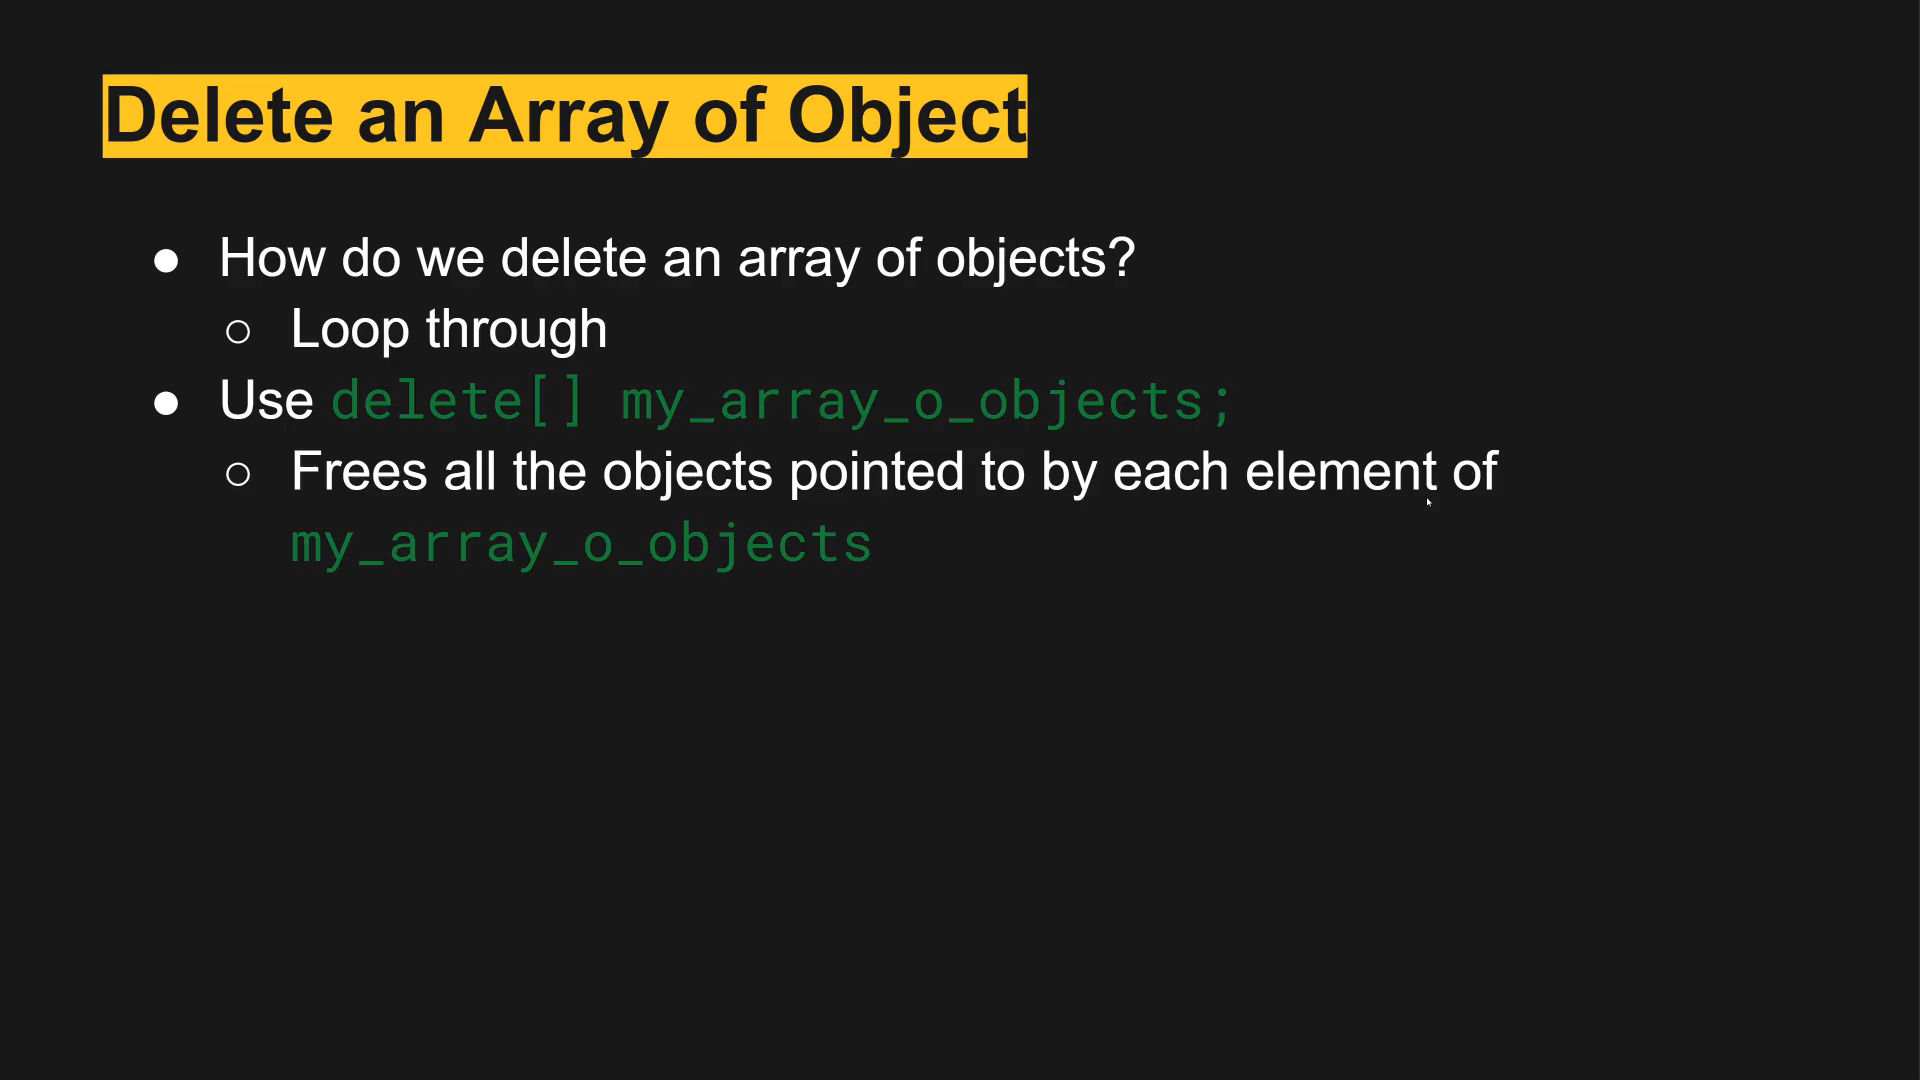 Delete an Array of Object
● How do we delete an array of objects?
○ Loop through
● Use delete[] my_array_o_objects;
○ Frees all the objects pointed to by each element of
my_array_o_objects